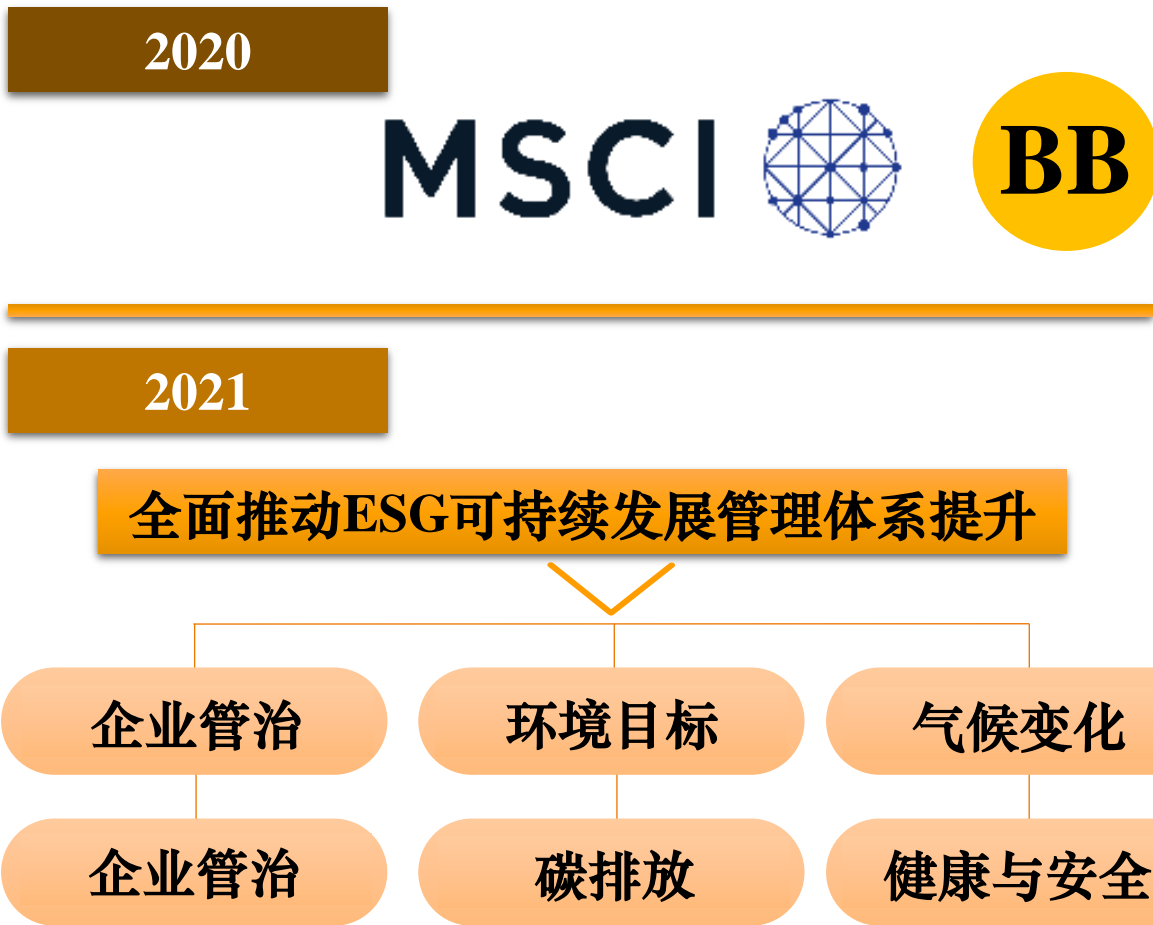 2020
MSCI
BB
2021
全面推动ESG可持续发展管理体系提升
企业管治
环境目标
气候变化
企业管治
碳排放
健康与安全